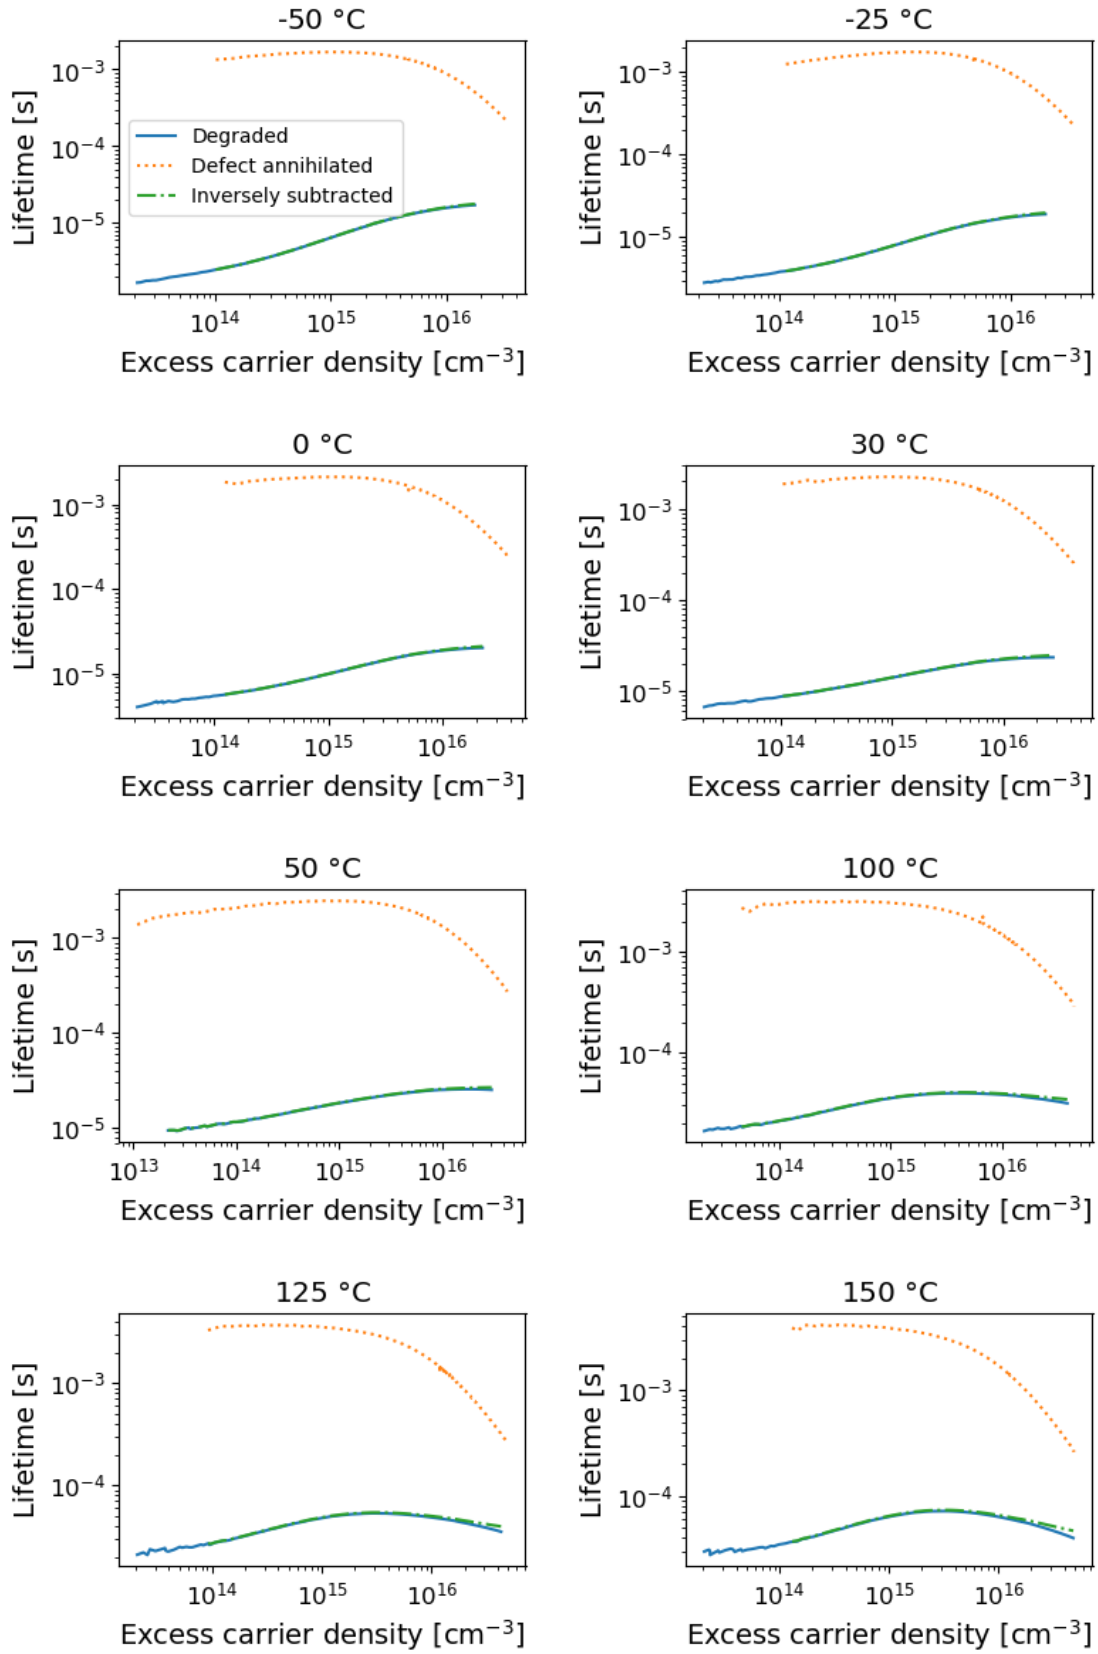 -50 °C
Lifetime [s]
10⁻³
10⁻⁴
10⁻⁵
Degraded
Defect annihilated
Inversely subtracted
10¹⁴ 10¹⁵ 10¹⁶
Excess carrier density [cm⁻³]
-25 °C
Lifetime [s]
10⁻³
10⁻⁴
10⁻⁵
10¹⁴ 10¹⁵ 10¹⁶
Excess carrier density [cm⁻³]
0 °C
Lifetime [s]
10⁻³
10⁻⁴
10⁻⁵
10¹⁴ 10¹⁵ 10¹⁶
Excess carrier density [cm⁻³]
30 °C
Lifetime [s]
10⁻³
10⁻⁴
10⁻⁵
10¹⁴ 10¹⁵ 10¹⁶
Excess carrier density [cm⁻³]
50 °C
Lifetime [s]
10⁻³
10⁻⁴
10⁻⁵
10¹³ 10¹⁴ 10¹⁵ 10¹⁶
Excess carrier density [cm⁻³]
100 °C
Lifetime [s]
10⁻³
10⁻⁴
10¹⁴ 10¹⁵ 10¹⁶
Excess carrier density [cm⁻³]
125 °C
Lifetime [s]
10⁻³
10⁻⁴
10¹⁴ 10¹⁵ 10¹⁶
Excess carrier density [cm⁻³]
150 °C
Lifetime [s]
10⁻³
10⁻⁴
10¹⁴ 10¹⁵ 10¹⁶
Excess carrier density [cm⁻³]